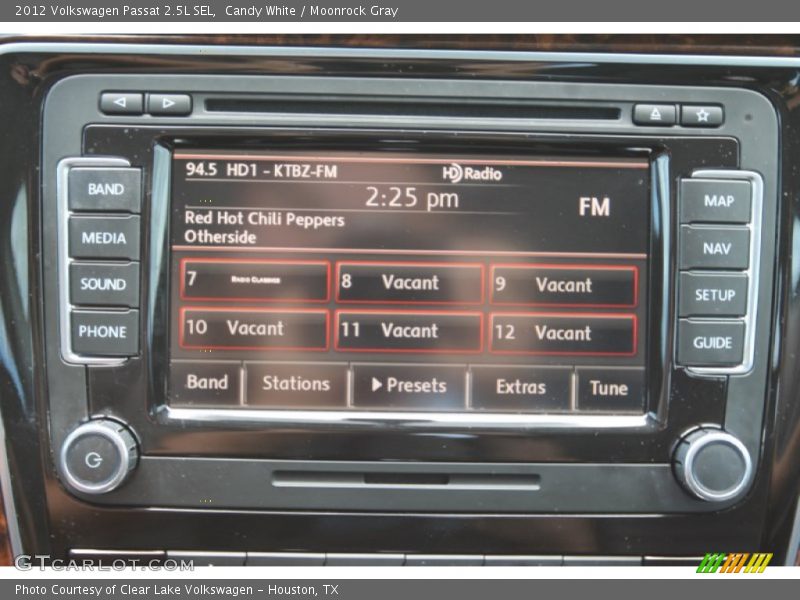 2012 Volkswagen Passat 2.5L SEL,  Candy White / Moonrock Gray
BAND
MEDIA
SOUND
PHONE
94.5 HD1 - KTBZ-FM
HD Radio
2:25 pm
FM
Red Hot Chili Peppers
Otherside
7 Radio Classics
8 Vacant
9 Vacant
10 Vacant
11 Vacant
12 Vacant
Band
Stations
Presets
Extras
Tune
MAP
NAV
SETUP
GUIDE
GTCARLOT.COM
Photo Courtesy of Clear Lake Volkswagen – Houston, TX